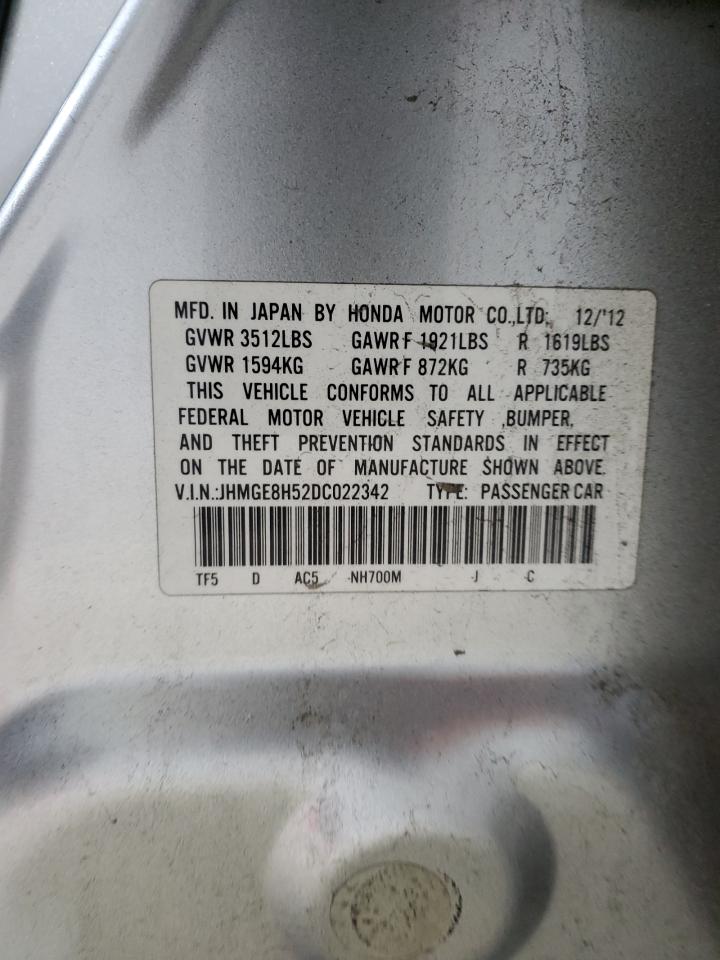 MFD. IN JAPAN BY HONDA MOTOR CO.,LTD. 12/'12
GVWR 3512LBS GAWR F 1921LBS R 1619LBS
GVWR 1594KG GAWR F 872KG R 735KG
THIS VEHICLE CONFORMS TO ALL APPLICABLE
FEDERAL MOTOR VEHICLE SAFETY ,BUMPER,
AND THEFT PREVENTION STANDARDS IN EFFECT
ON THE DATE OF MANUFACTURE SHOWN ABOVE.
V.I.N.:JHMGE8H52DC022342 TYPE: PASSENGER CAR
TF5 D AC5 NH700M J C